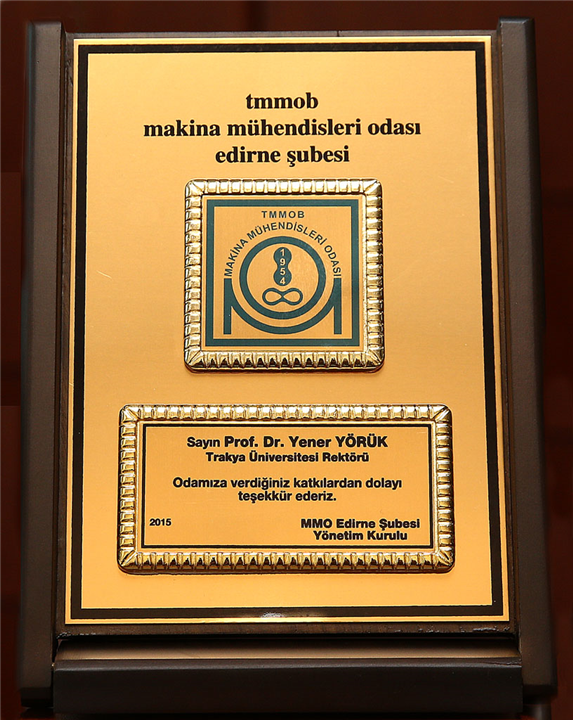 tmmob
makina mühendisleri odası
edirne şubesi
TMMOB
MAKİNA MÜHENDİSLERİ ODASI
1954
Sayın Prof. Dr. Yener YÖRÜK
Trakya Üniversitesi Rektörü
Odamıza verdiğiniz katkılardan dolayı
teşekkür ederiz.
2015
MMO Edirne Şubesi
Yönetim Kurulu